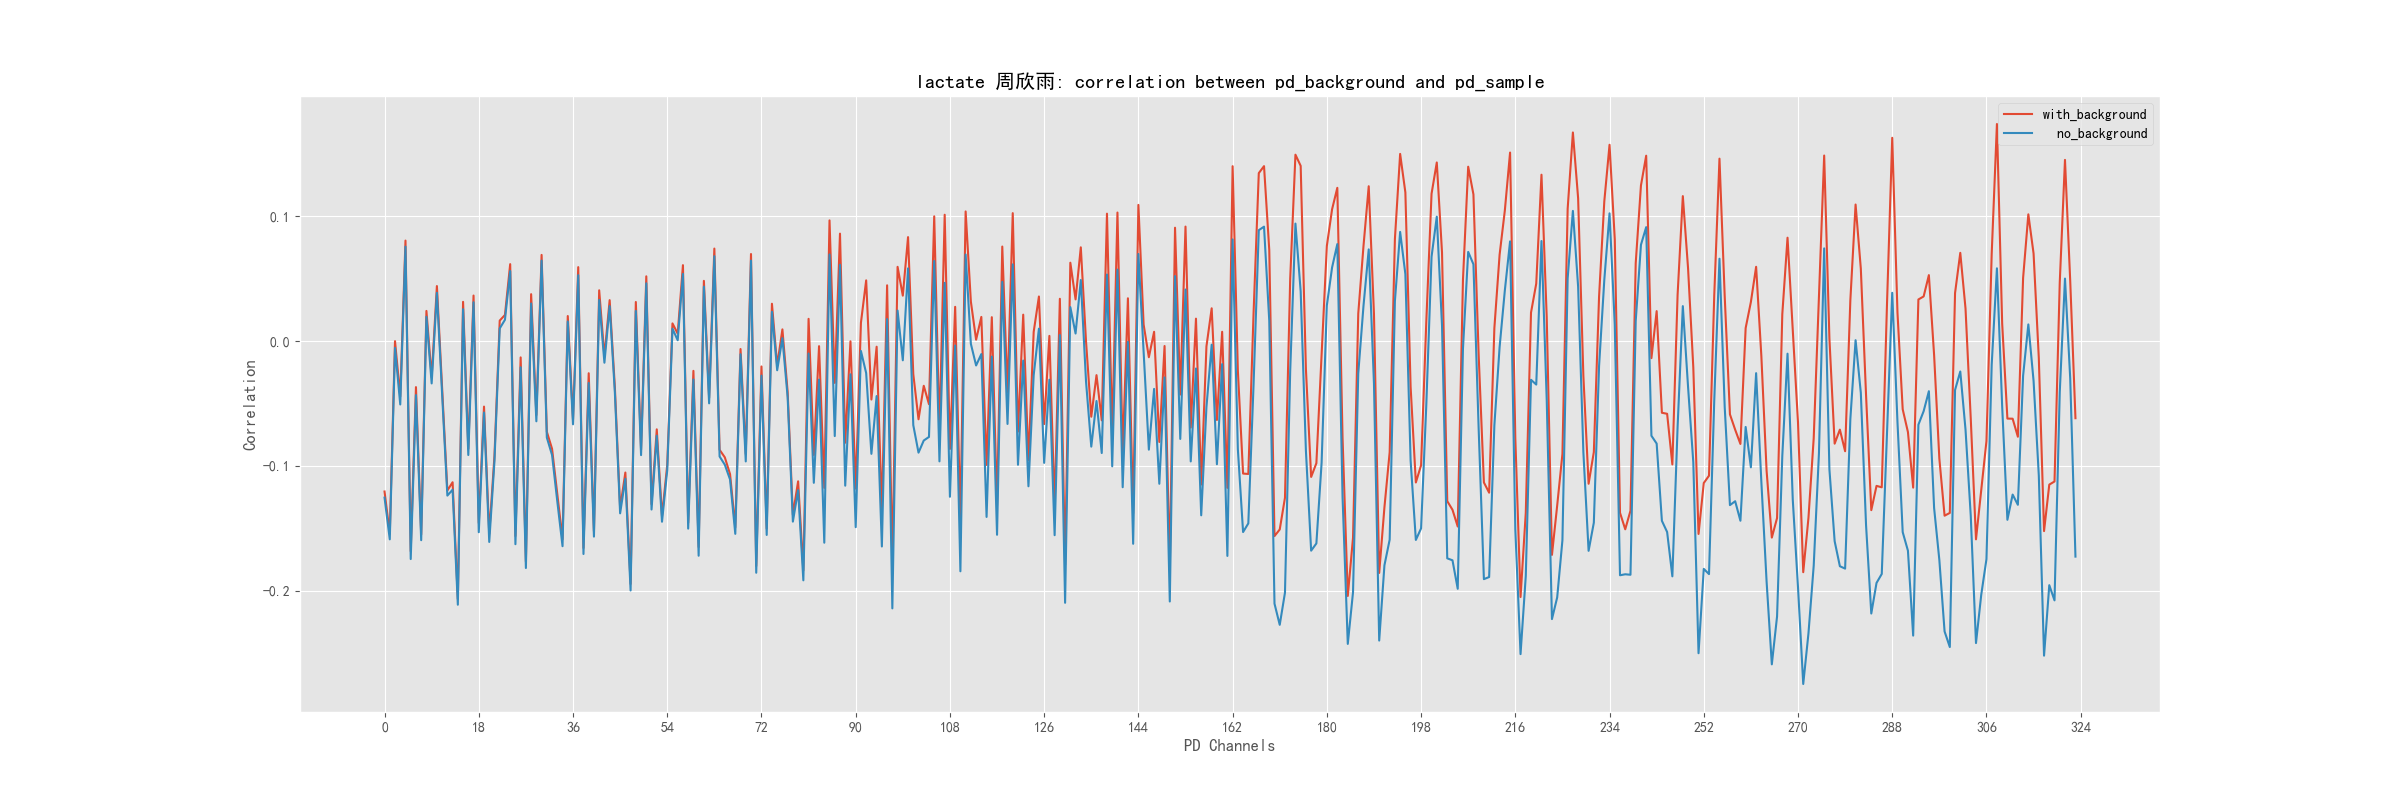 lactate 周欣雨: correlation between pd_background and pd_sample
with_background
no_background
Correlation
0.1
0.0
−0.1
−0.2
0 18 36 54 72 90 108 126 144 162 180 198 216 234 252 270 288 306 324
PD Channels